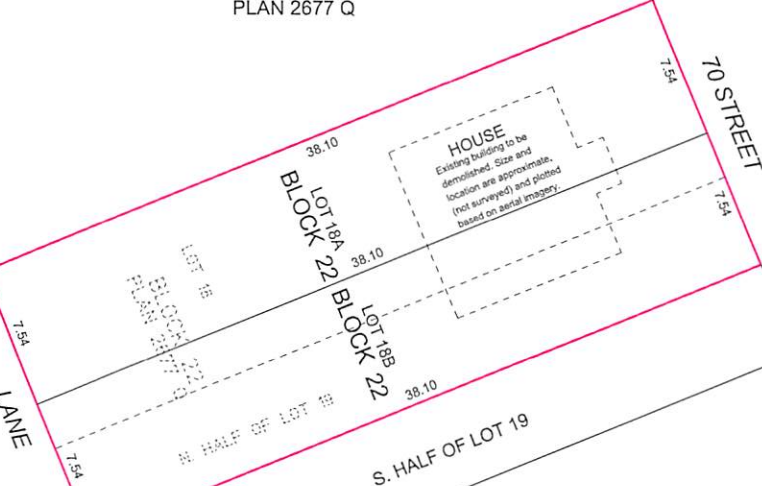 PLAN 2677 Q
7.54
70 STREET
38.10
HOUSE
Existing building to be
demolished. Size and
location are approximate,
(not surveyed) and plotted
based on aerial imagery.
LOT 18A
BLOCK 22
7.54
38.10
LOT 18
BLOCK 22
PLAN 2677 Q
7.54
LOT 18B
BLOCK 22
38.10
LANE
N. HALF OF LOT 19
7.54
S. HALF OF LOT 19